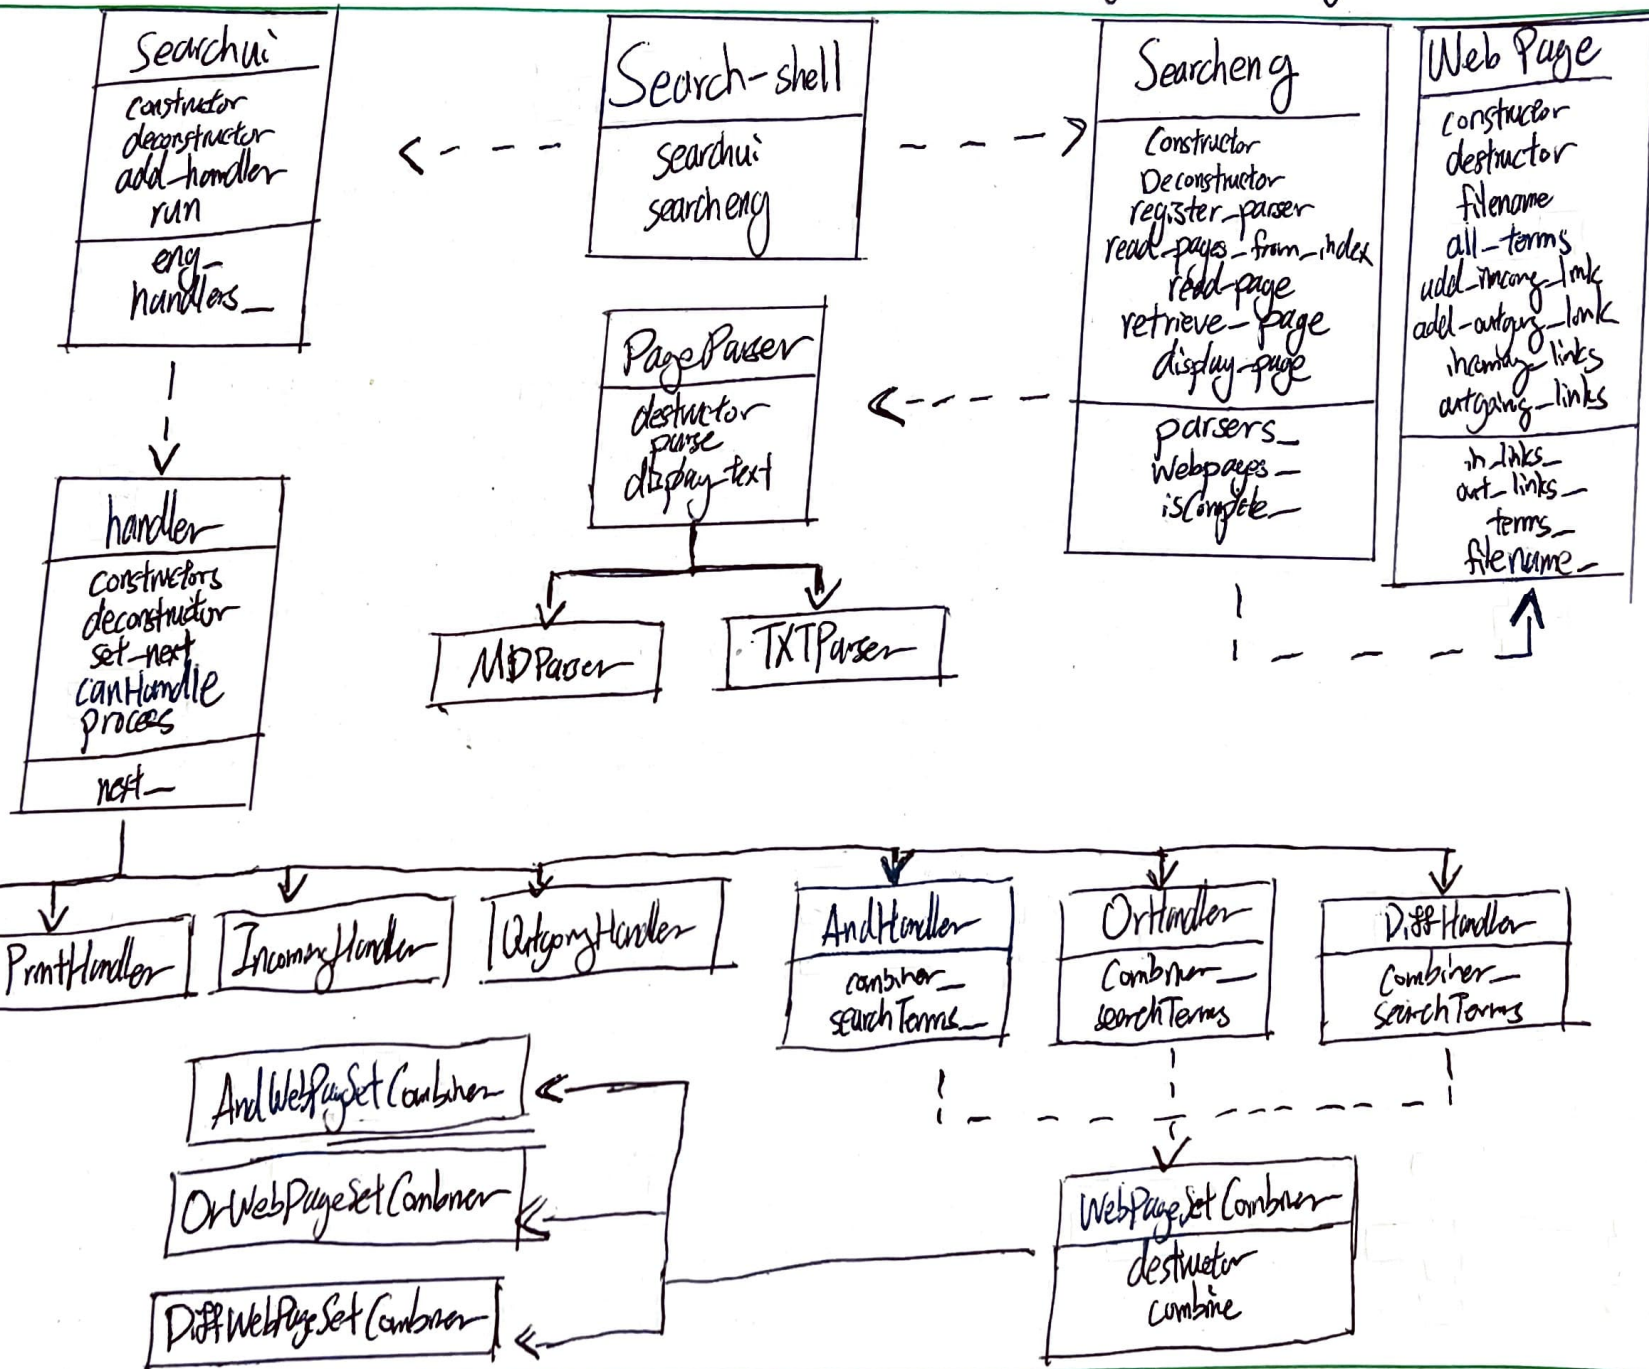 Searchui
constructor
deconstructor
add_handler
run
eng_
handlers_
Search-shell
searchui
searcheng
Searcheng
Constructor
Deconstructor
register_parser
read_pages_from_index
read_page
retrieve_page
display_page
parsers_
Webpages_
isComplete_
Web Page
constructor
destructor
filename
all_terms
add_incomg_link
add_outgoing_link
incoming_links
outgoing_links
in_links_
out_links_
terms_
filename_
PageParser
destructor
parse
display_text
MDParser
TXTParser
handler
constructors
deconstructor
set_next
canHandle
process
next_
PrintHandler
IncomingHandler
OutgoingHandler
AndHandler
combiner_
searchTerms_
OrHandler
Combiner_
searchTerms
DiffHandler
Combiner_
searchTerms
AndWebPageSetCombiner
OrWebPageSetCombiner
DiffWebPageSetCombiner
WebPageSetCombiner
destructor
combine